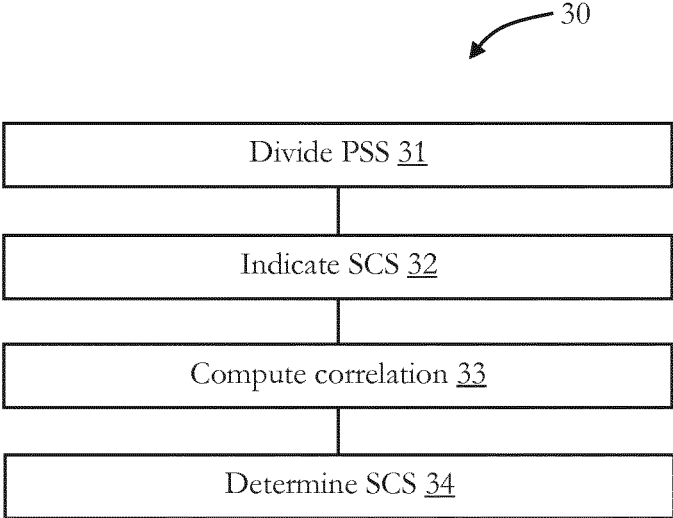 30
Divide PSS 31
Indicate SCS 32
Compute correlation 33
Determine SCS 34